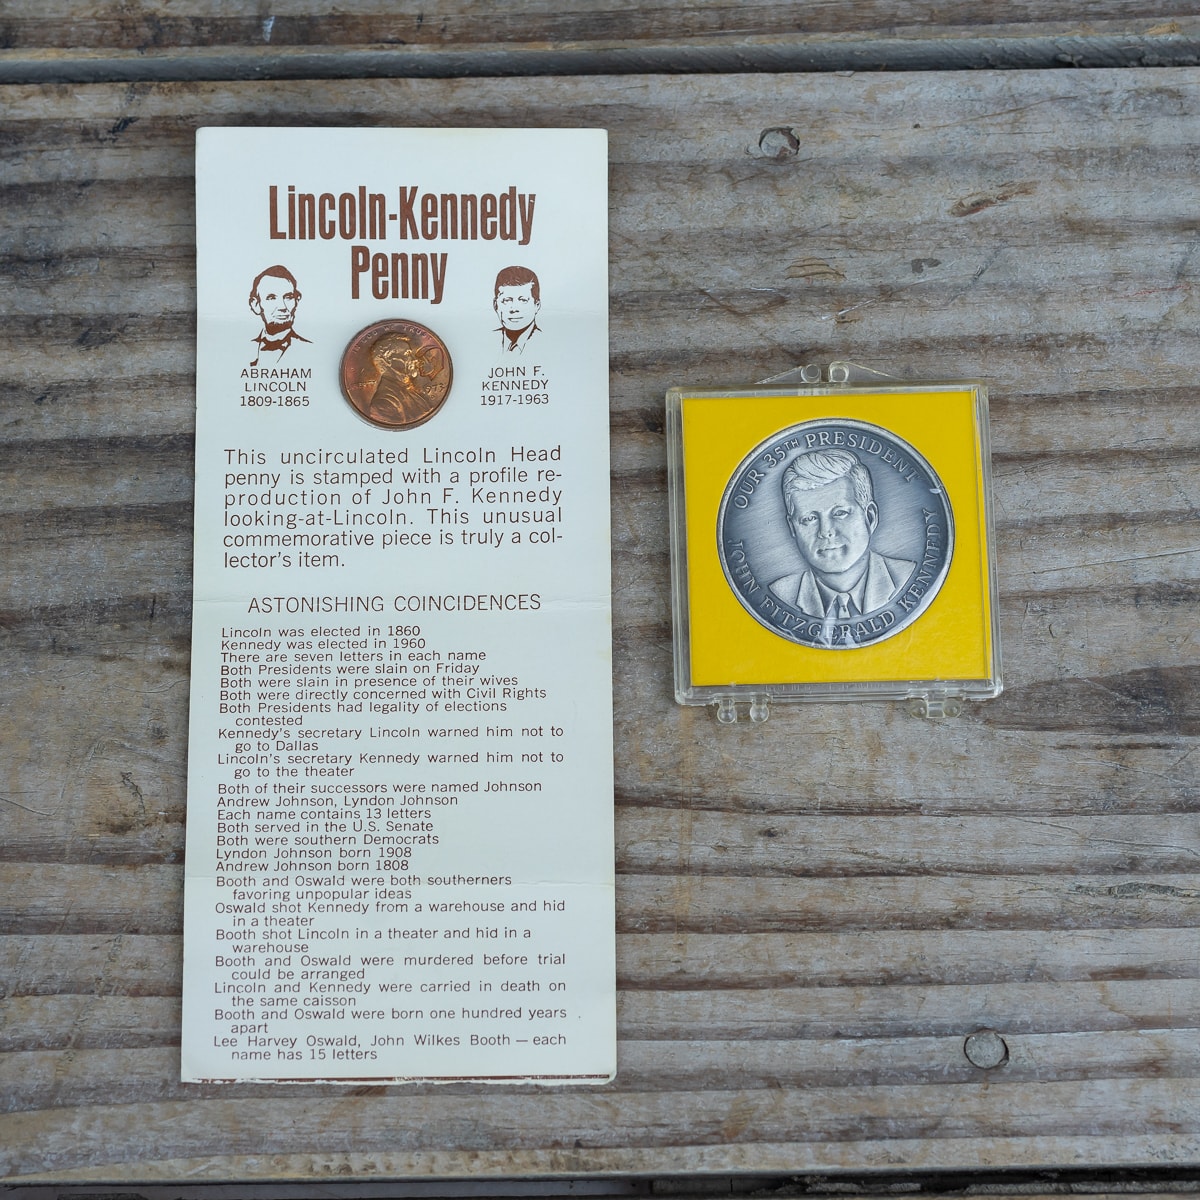 Lincoln-Kennedy
Penny
ABRAHAM
LINCOLN
1809-1865
JOHN F.
KENNEDY
1917-1963
1973
This uncirculated Lincoln Head
penny is stamped with a profile re-
production of John F. Kennedy
looking-at-Lincoln. This unusual
commemorative piece is truly a col-
lector's item.
ASTONISHING COINCIDENCES
Lincoln was elected in 1860
Kennedy was elected in 1960
There are seven letters in each name
Both Presidents were slain on Friday
Both were slain in presence of their wives
Both were directly concerned with Civil Rights
Both Presidents had legality of elections
contested
Kennedy's secretary Lincoln warned him not to
go to Dallas
Lincoln's secretary Kennedy warned him not to
go to the theater
Both of their successors were named Johnson
Andrew Johnson, Lyndon Johnson
Each name contains 13 letters
Both served in the U.S. Senate
Both were southern Democrats
Lyndon Johnson born 1908
Andrew Johnson born 1808
Booth and Oswald were both southerners
favoring unpopular ideas
Oswald shot Kennedy from a warehouse and hid
in a theater
Booth shot Lincoln in a theater and hid in a
warehouse
Booth and Oswald were murdered before trial
could be arranged
Lincoln and Kennedy were carried in death on
the same caisson
Booth and Oswald were born one hundred years
apart
Lee Harvey Oswald, John Wilkes Booth — each
name has 15 letters
OUR 35TH PRESIDENT
JOHN FITZGERALD KENNEDY